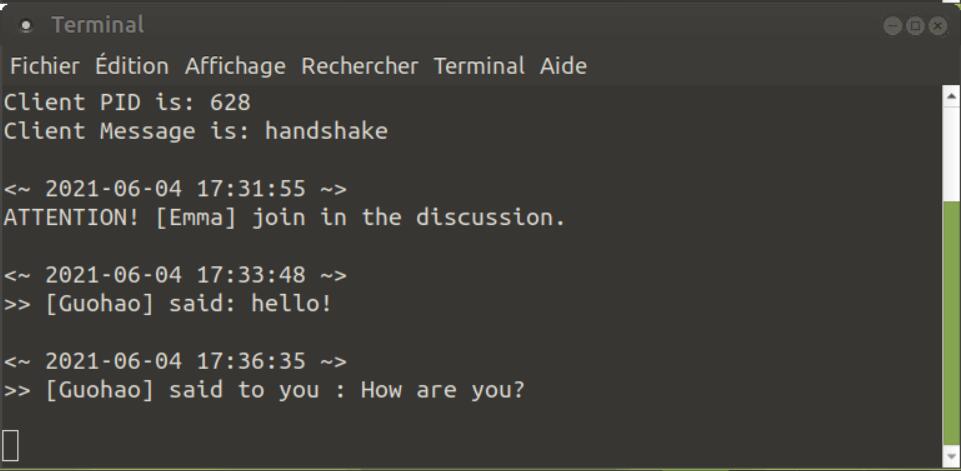 Terminal
Fichier Édition Affichage Rechercher Terminal Aide
Client PID is: 628
Client Message is: handshake
<~ 2021-06-04 17:31:55 ~>
ATTENTION! [Emma] join in the discussion.
<~ 2021-06-04 17:33:48 ~>
>> [Guohao] said: hello!
<~ 2021-06-04 17:36:35 ~>
>> [Guohao] said to you : How are you?